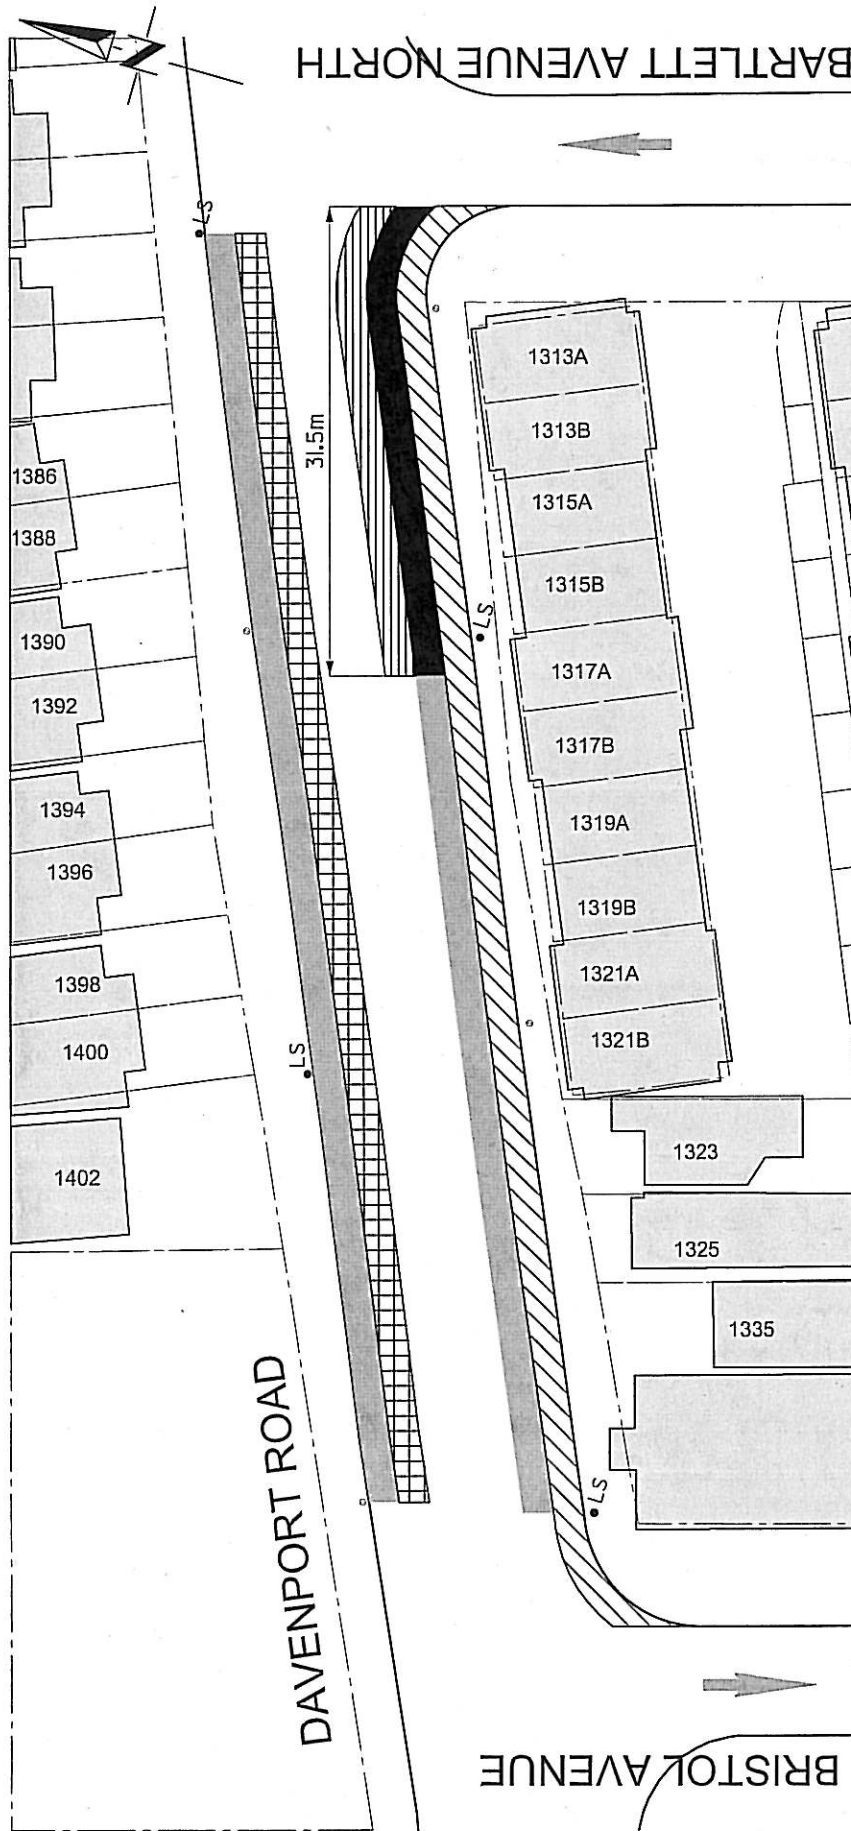 BARTLETT AVENUE NORTH
LS
31.5m
1313A
1313B
1386
1315A
1388
1315B
LS
1390
1317A
1392
1317B
1394
1319A
1396
1319B
1398
1321A
1400
1321B
LS
1323
1402
1325
1335
DAVENPORT ROAD
LS
BRISTOL AVENUE